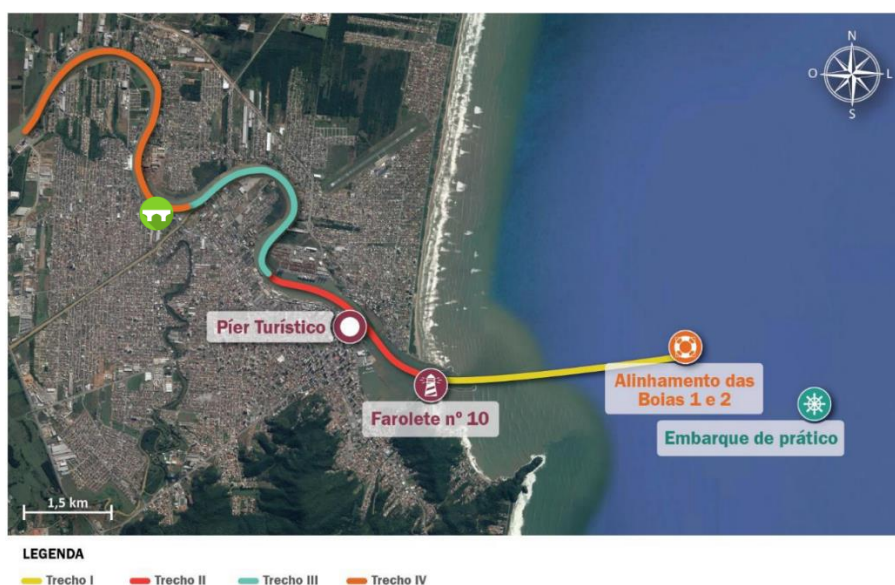 N
O
L
S
Píer Turístico
Farolete nº 10
Alinhamento das
Boias 1 e 2
Embarque de prático
1,5 km
LEGENDA
Trecho I
Trecho II
Trecho III
Trecho IV